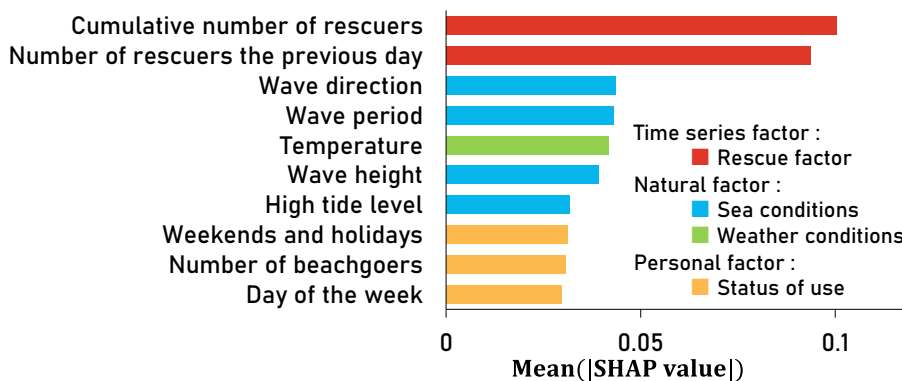 Cumulative number of rescuers
Number of rescuers the previous day
Wave direction
Wave period
Temperature
Wave height
High tide level
Weekends and holidays
Number of beachgoers
Day of the week
Time series factor :
Rescue factor
Natural factor :
Sea conditions
Weather conditions
Personal factor :
Status of use
0
0.05
0.1
Mean(|SHAP value|)